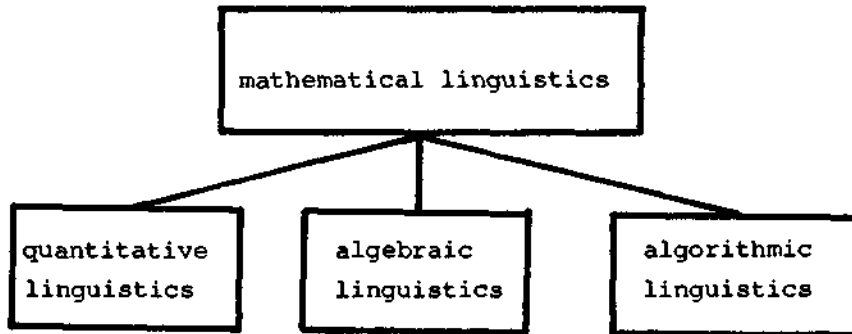 mathematical linguistics
quantitative
linguistics
algebraic
linguistics
algorithmic
linguistics